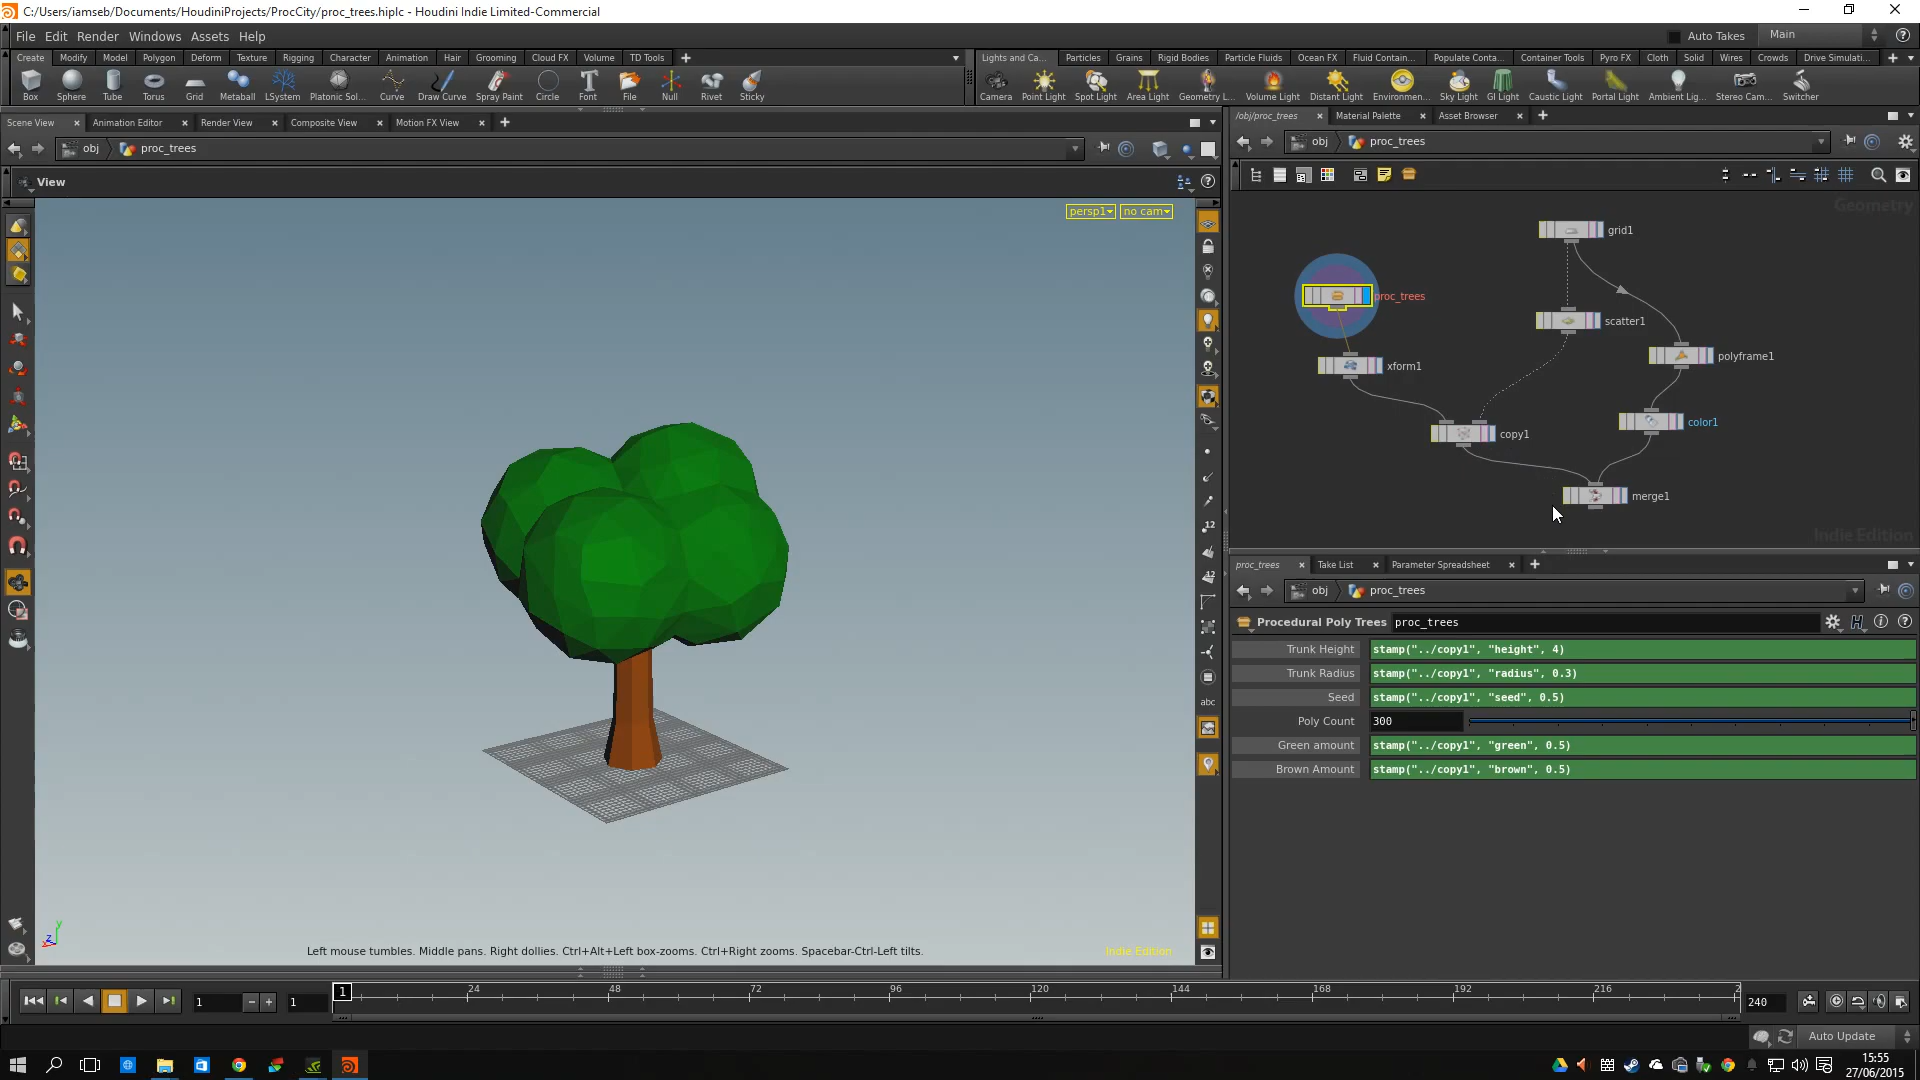 C:/Users/iamseb/Documents/HoudiniProjects/ProcCity/proc_trees.hiplc - Houdini Indie Limited-Commercial
File Edit Render Windows Assets Help
Auto Takes Main
Create Modify Model Polygon Deform Texture Rigging Character Animation Hair Grooming Cloud FX Volume TD Tools
Lights and Ca... Particles Grains Rigid Bodies Particle Fluids Ocean FX Fluid Contain... Populate Conta... Container Tools Pyro FX Cloth Solid Wires Crowds Drive Simulati...
Box Sphere Tube Torus Grid Metaball LSystem Platonic Sol... Curve Draw Curve Spray Paint Circle Font File Null Rivet Sticky
Camera Point Light Spot Light Area Light Geometry L... Volume Light Distant Light Environmen... Sky Light GI Light Caustic Light Portal Light Ambient Lig... Stereo Cam... Switcher
Scene View Animation Editor Render View Composite View Motion FX View
/obj/proc_trees Material Palette Asset Browser
obj proc_trees
obj proc_trees
View
persp1 no cam
Geometry
grid1
proc_trees
scatter1
polyframe1
xform1
color1
copy1
merge1
Indie Edition
12
12
abc
proc_trees Take List Parameter Spreadsheet
obj proc_trees
Procedural Poly Trees proc_trees
Trunk Height stamp("../copy1", "height", 4)
Trunk Radius stamp("../copy1", "radius", 0.3)
Seed stamp("../copy1", "seed", 0.5)
Poly Count 300
Green amount stamp("../copy1", "green", 0.5)
Brown Amount stamp("../copy1", "brown", 0.5)
y
z
x
Left mouse tumbles. Middle pans. Right dollies. Ctrl+Alt+Left box-zooms. Ctrl+Right zooms. Spacebar-Ctrl-Left tilts.
Indie Edition
1 1 1 24 48 72 96 120 144 168 192 216 2 240
Auto Update
15:55
27/06/2015